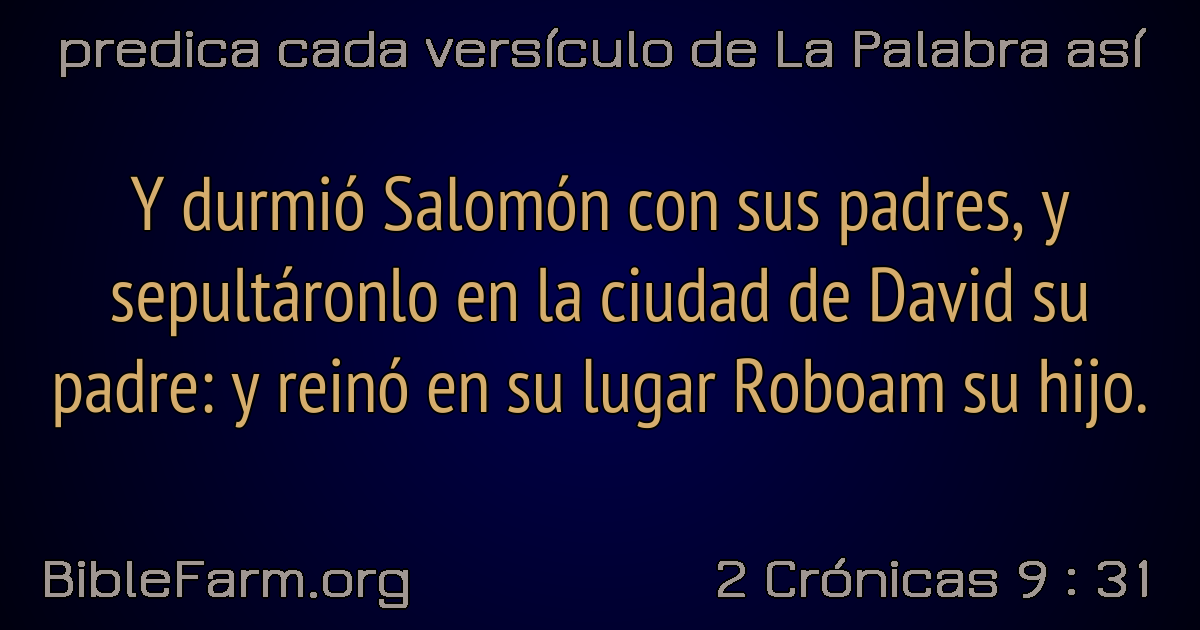 predica cada versículo de La Palabra así
Y durmió Salomón con sus padres, y
sepultáronlo en la ciudad de David su
padre: y reinó en su lugar Roboam su hijo.
BibleFarm.org
2 Crónicas 9 : 31